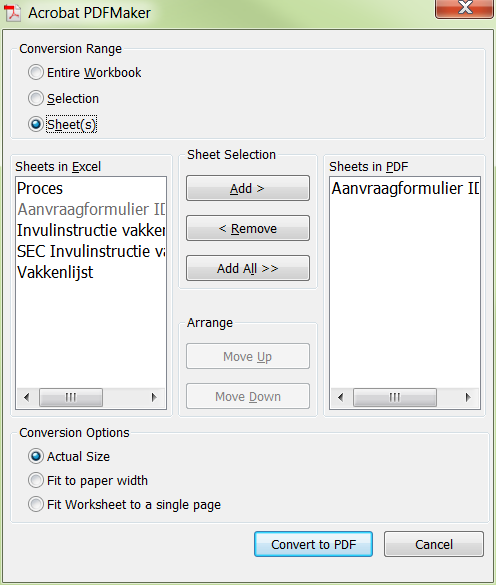 Acrobat PDFMaker
Conversion Range
Entire Workbook
Selection
Sheet(s)
Sheets in Excel
Proces
Aanvraagformulier ID
Invulinstructie vakken
SEC Invulinstructie va
Vakkenlijst
Sheet Selection
Add >
< Remove
Add All >>
Arrange
Move Up
Move Down
Sheets in PDF
Aanvraagformulier ID
Conversion Options
Actual Size
Fit to paper width
Fit Worksheet to a single page
Convert to PDF
Cancel